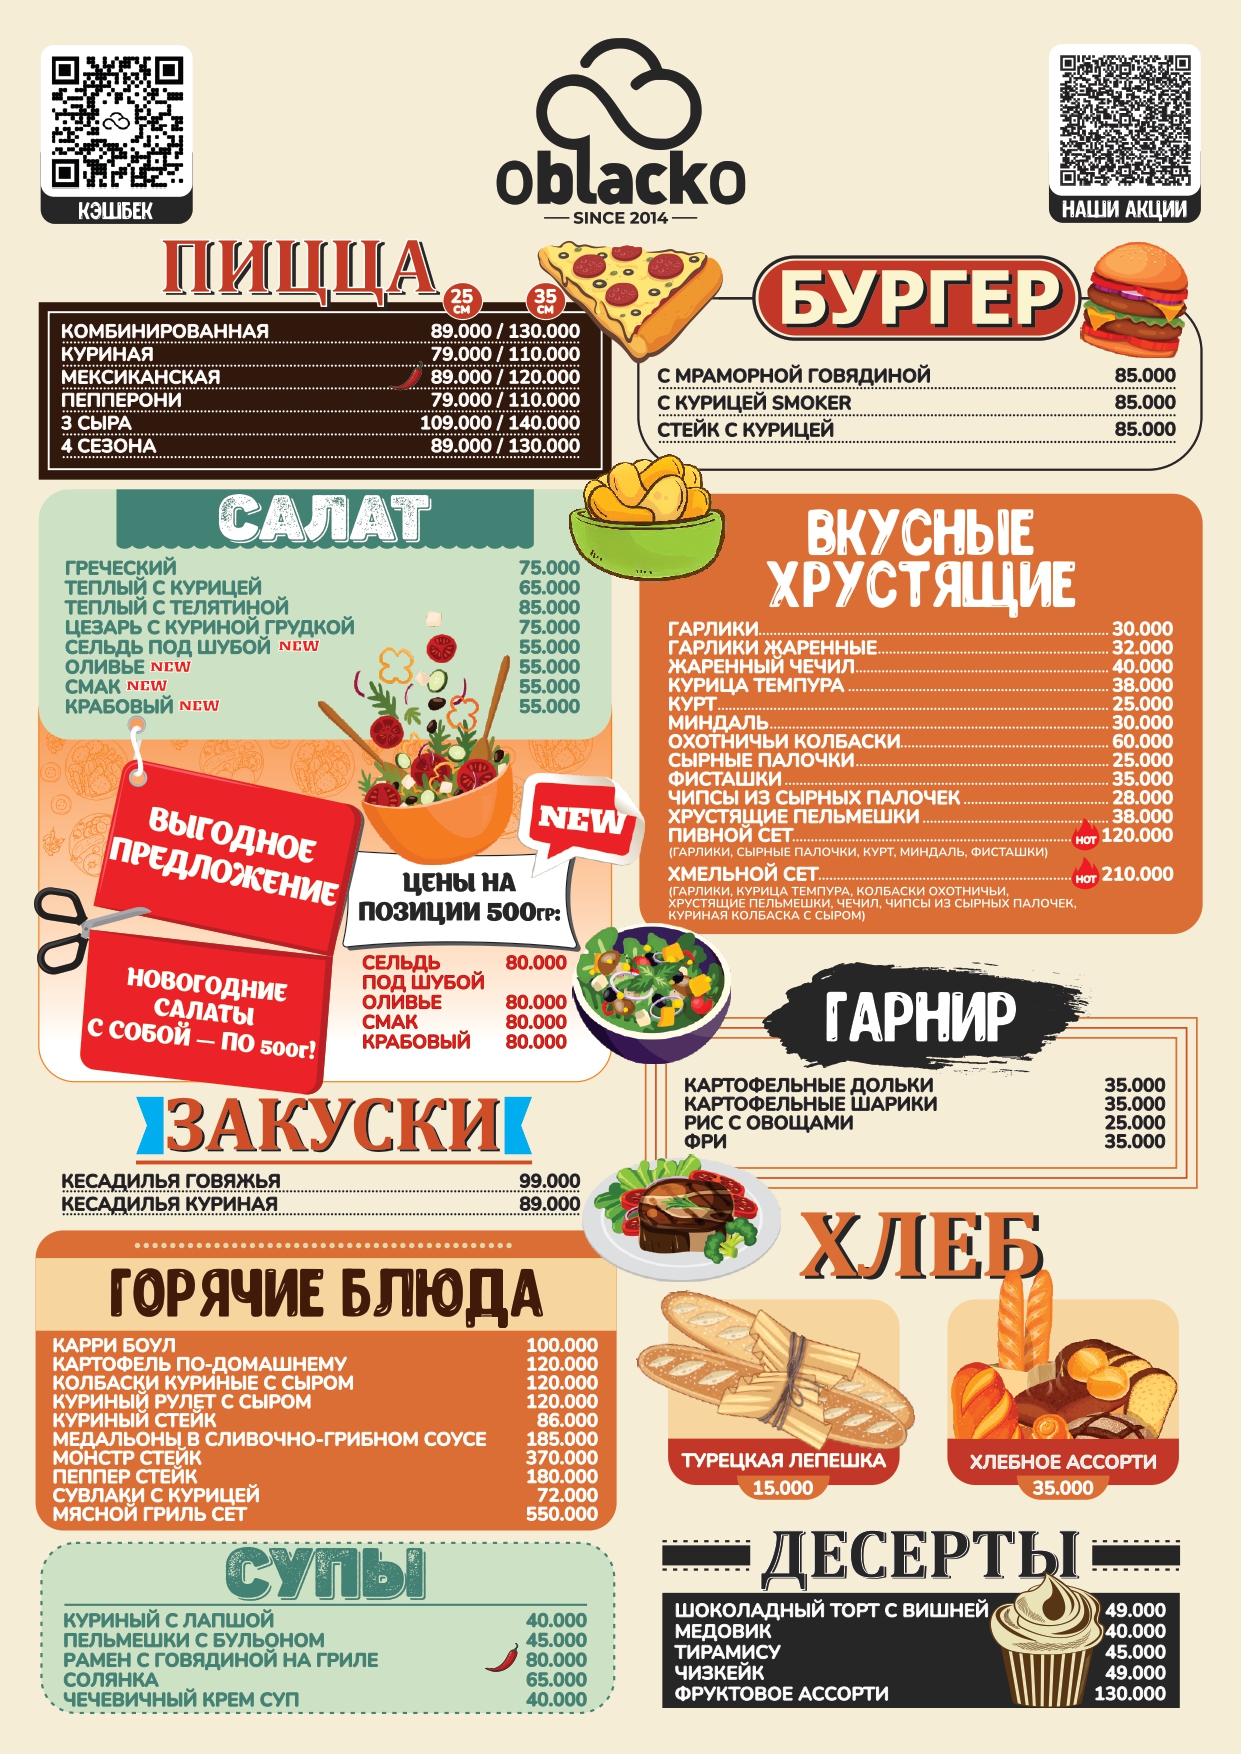 КЭШБЕК
oblacko
SINCE 2014
НАШИ АКЦИИ
ПИЦЦА
25 СМ
35 СМ
КОМБИНИРОВАННАЯ 89.000 / 130.000
КУРИНАЯ 79.000 / 110.000
МЕКСИКАНСКАЯ 89.000 / 120.000
ПЕППЕРОНИ 79.000 / 110.000
3 СЫРА 109.000 / 140.000
4 СЕЗОНА 89.000 / 130.000
БУРГЕР
С МРАМОРНОЙ ГОВЯДИНОЙ 85.000
С КУРИЦЕЙ SMOKER 85.000
СТЕЙК С КУРИЦЕЙ 85.000
САЛАТ
ГРЕЧЕСКИЙ 75.000
ТЕПЛЫЙ С КУРИЦЕЙ 65.000
ТЕПЛЫЙ С ТЕЛЯТИНОЙ 85.000
ЦЕЗАРЬ С КУРИНОЙ ГРУДКОЙ 75.000
СЕЛЬДЬ ПОД ШУБОЙ NEW 55.000
ОЛИВЬЕ NEW 55.000
СМАК NEW 55.000
КРАБОВЫЙ NEW 55.000
ВЫГОДНОЕ
ПРЕДЛОЖЕНИЕ
НОВОГОДНИЕ
САЛАТЫ
С СОБОЙ — ПО 500г!
NEW
ЦЕНЫ НА
ПОЗИЦИИ 500ГР:
СЕЛЬДЬ 80.000
ПОД ШУБОЙ
ОЛИВЬЕ 80.000
СМАК 80.000
КРАБОВЫЙ 80.000
ВКУСНЫЕ
ХРУСТЯЩИЕ
ГАРЛИКИ 30.000
ГАРЛИКИ ЖАРЕННЫЕ 32.000
ЖАРЕННЫЙ ЧЕЧИЛ 40.000
КУРИЦА ТЕМПУРА 38.000
КУРТ 25.000
МИНДАЛЬ 30.000
ОХОТНИЧЬИ КОЛБАСКИ 60.000
СЫРНЫЕ ПАЛОЧКИ 25.000
ФИСТАШКИ 35.000
ЧИПСЫ ИЗ СЫРНЫХ ПАЛОЧЕК 28.000
ХРУСТЯЩИЕ ПЕЛЬМЕШКИ 38.000
ПИВНОЙ СЕТ HOT 120.000
(ГАРЛИКИ, СЫРНЫЕ ПАЛОЧКИ, КУРТ, МИНДАЛЬ, ФИСТАШКИ)
ХМЕЛЬНОЙ СЕТ HOT 210.000
(ГАРЛИКИ, КУРИЦА ТЕМПУРА, КОЛБАСКИ ОХОТНИЧЬИ,
ХРУСТЯЩИЕ ПЕЛЬМЕШКИ, ЧЕЧИЛ, ЧИПСЫ ИЗ СЫРНЫХ ПАЛОЧЕК,
КУРИНАЯ КОЛБАСКА С СЫРОМ)
ГАРНИР
КАРТОФЕЛЬНЫЕ ДОЛЬКИ 35.000
КАРТОФЕЛЬНЫЕ ШАРИКИ 35.000
РИС С ОВОЩАМИ 25.000
ФРИ 35.000
ЗАКУСКИ
КЕСАДИЛЬЯ ГОВЯЖЬЯ 99.000
КЕСАДИЛЬЯ КУРИНАЯ 89.000
ГОРЯЧИЕ БЛЮДА
КАРРИ БОУЛ 100.000
КАРТОФЕЛЬ ПО-ДОМАШНЕМУ 120.000
КОЛБАСКИ КУРИНЫЕ С СЫРОМ 120.000
КУРИНЫЙ РУЛЕТ С СЫРОМ 120.000
КУРИНЫЙ СТЕЙК 86.000
МЕДАЛЬОНЫ В СЛИВОЧНО-ГРИБНОМ СОУСЕ 185.000
МОНСТР СТЕЙК 370.000
ПЕППЕР СТЕЙК 180.000
СУВЛАКИ С КУРИЦЕЙ 72.000
МЯСНОЙ ГРИЛЬ СЕТ 550.000
ХЛЕБ
ТУРЕЦКАЯ ЛЕПЕШКА
15.000
ХЛЕБНОЕ АССОРТИ
35.000
СУПЫ
КУРИНЫЙ С ЛАПШОЙ 40.000
ПЕЛЬМЕШКИ С БУЛЬОНОМ 45.000
РАМЕН С ГОВЯДИНОЙ НА ГРИЛЕ 80.000
СОЛЯНКА 65.000
ЧЕЧЕВИЧНЫЙ КРЕМ СУП 40.000
ДЕСЕРТЫ
ШОКОЛАДНЫЙ ТОРТ С ВИШНЕЙ 49.000
МЕДОВИК 40.000
ТИРАМИСУ 45.000
ЧИЗКЕЙК 49.000
ФРУКТОВОЕ АССОРТИ 130.000